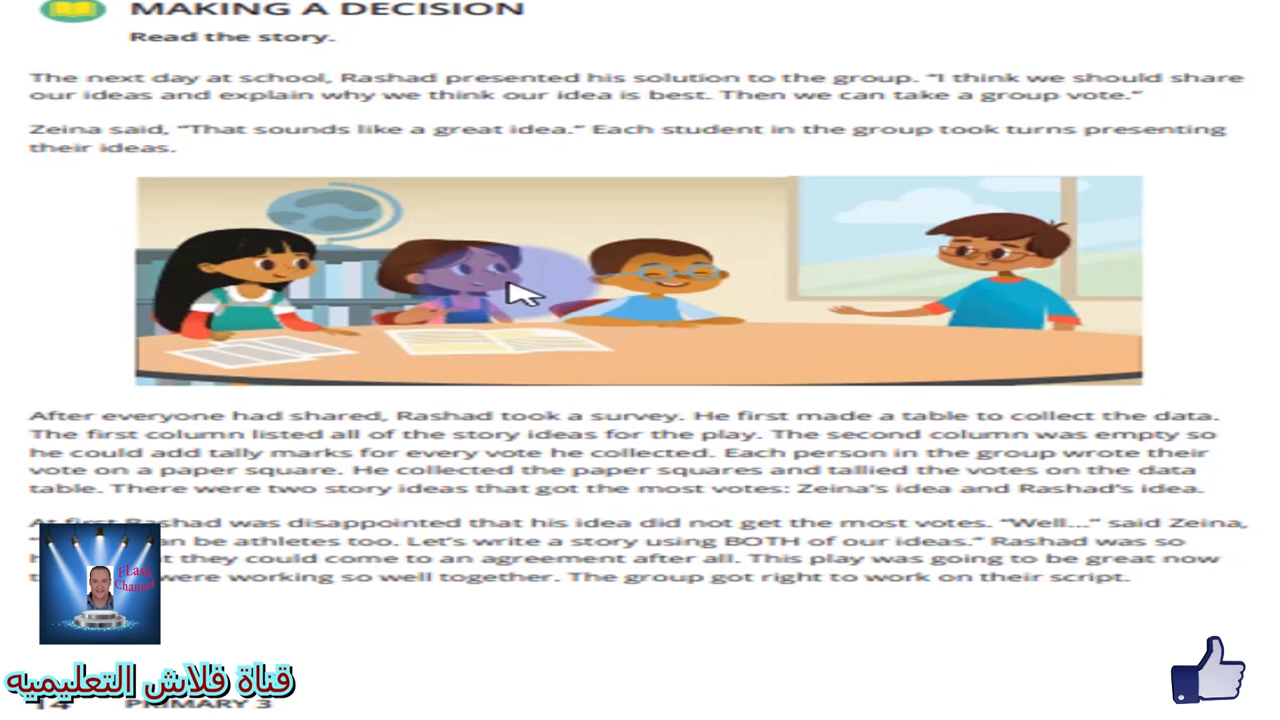 MAKING A DECISION
Read the story.
The next day at school, Rashad presented his solution to the group. “I think we should share
our ideas and explain why we think our idea is best. Then we can take a group vote.”
Zeina said, “That sounds like a great idea.” Each student in the group took turns presenting
their ideas.
After everyone had shared, Rashad took a survey. He first made a table to collect the data.
The first column listed all of the story ideas for the play. The second column was empty so
he could add tally marks for every vote he collected. Each person in the group wrote their
vote on a paper square. He collected the paper squares and tallied the votes on the data
table. There were two story ideas that got the most votes: Zeina’s idea and Rashad’s idea.
At first Rashad was disappointed that his idea did not get the most votes. “Well...” said Zeina,
be athletes too. Let’s write a story using BOTH of our ideas.” Rashad was so
they could come to an agreement after all. This play was going to be great now
were working so well together. The group got right to work on their script.
FLash
Channel
قناة فلاش التعليميه
14 PRIMARY 3